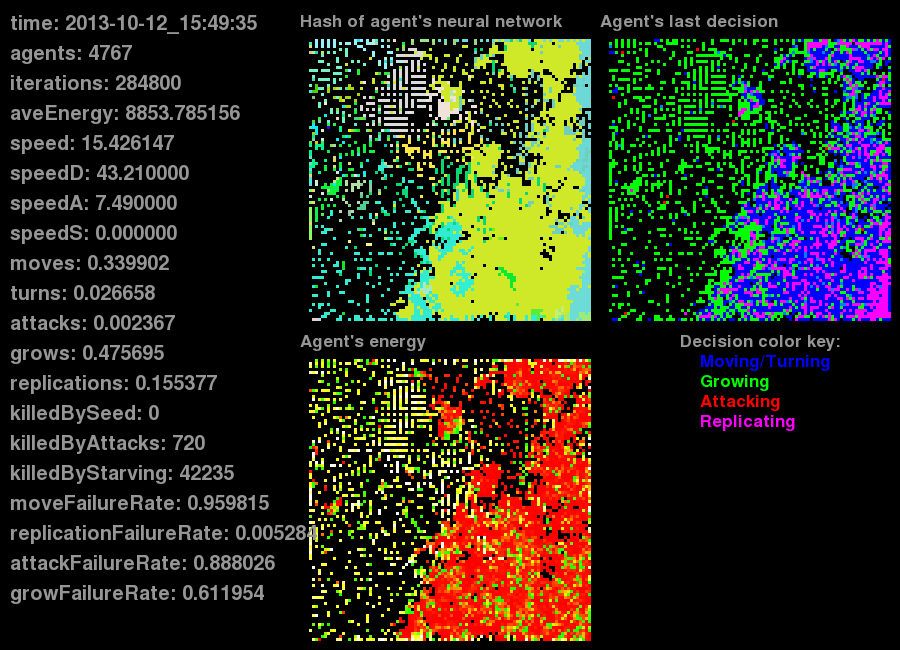 time: 2013-10-12_15:49:35
agents: 4767
iterations: 284800
aveEnergy: 8853.785156
speed: 15.426147
speedD: 43.210000
speedA: 7.490000
speedS: 0.000000
moves: 0.339902
turns: 0.026658
attacks: 0.002367
grows: 0.475695
replications: 0.155377
killedBySeed: 0
killedByAttacks: 720
killedByStarving: 42235
moveFailureRate: 0.959815
replicationFailureRate: 0.005284
attackFailureRate: 0.888026
growFailureRate: 0.611954
Hash of agent's neural network
Agent's last decision
Agent's energy
Decision color key:
Moving/Turning
Growing
Attacking
Replicating